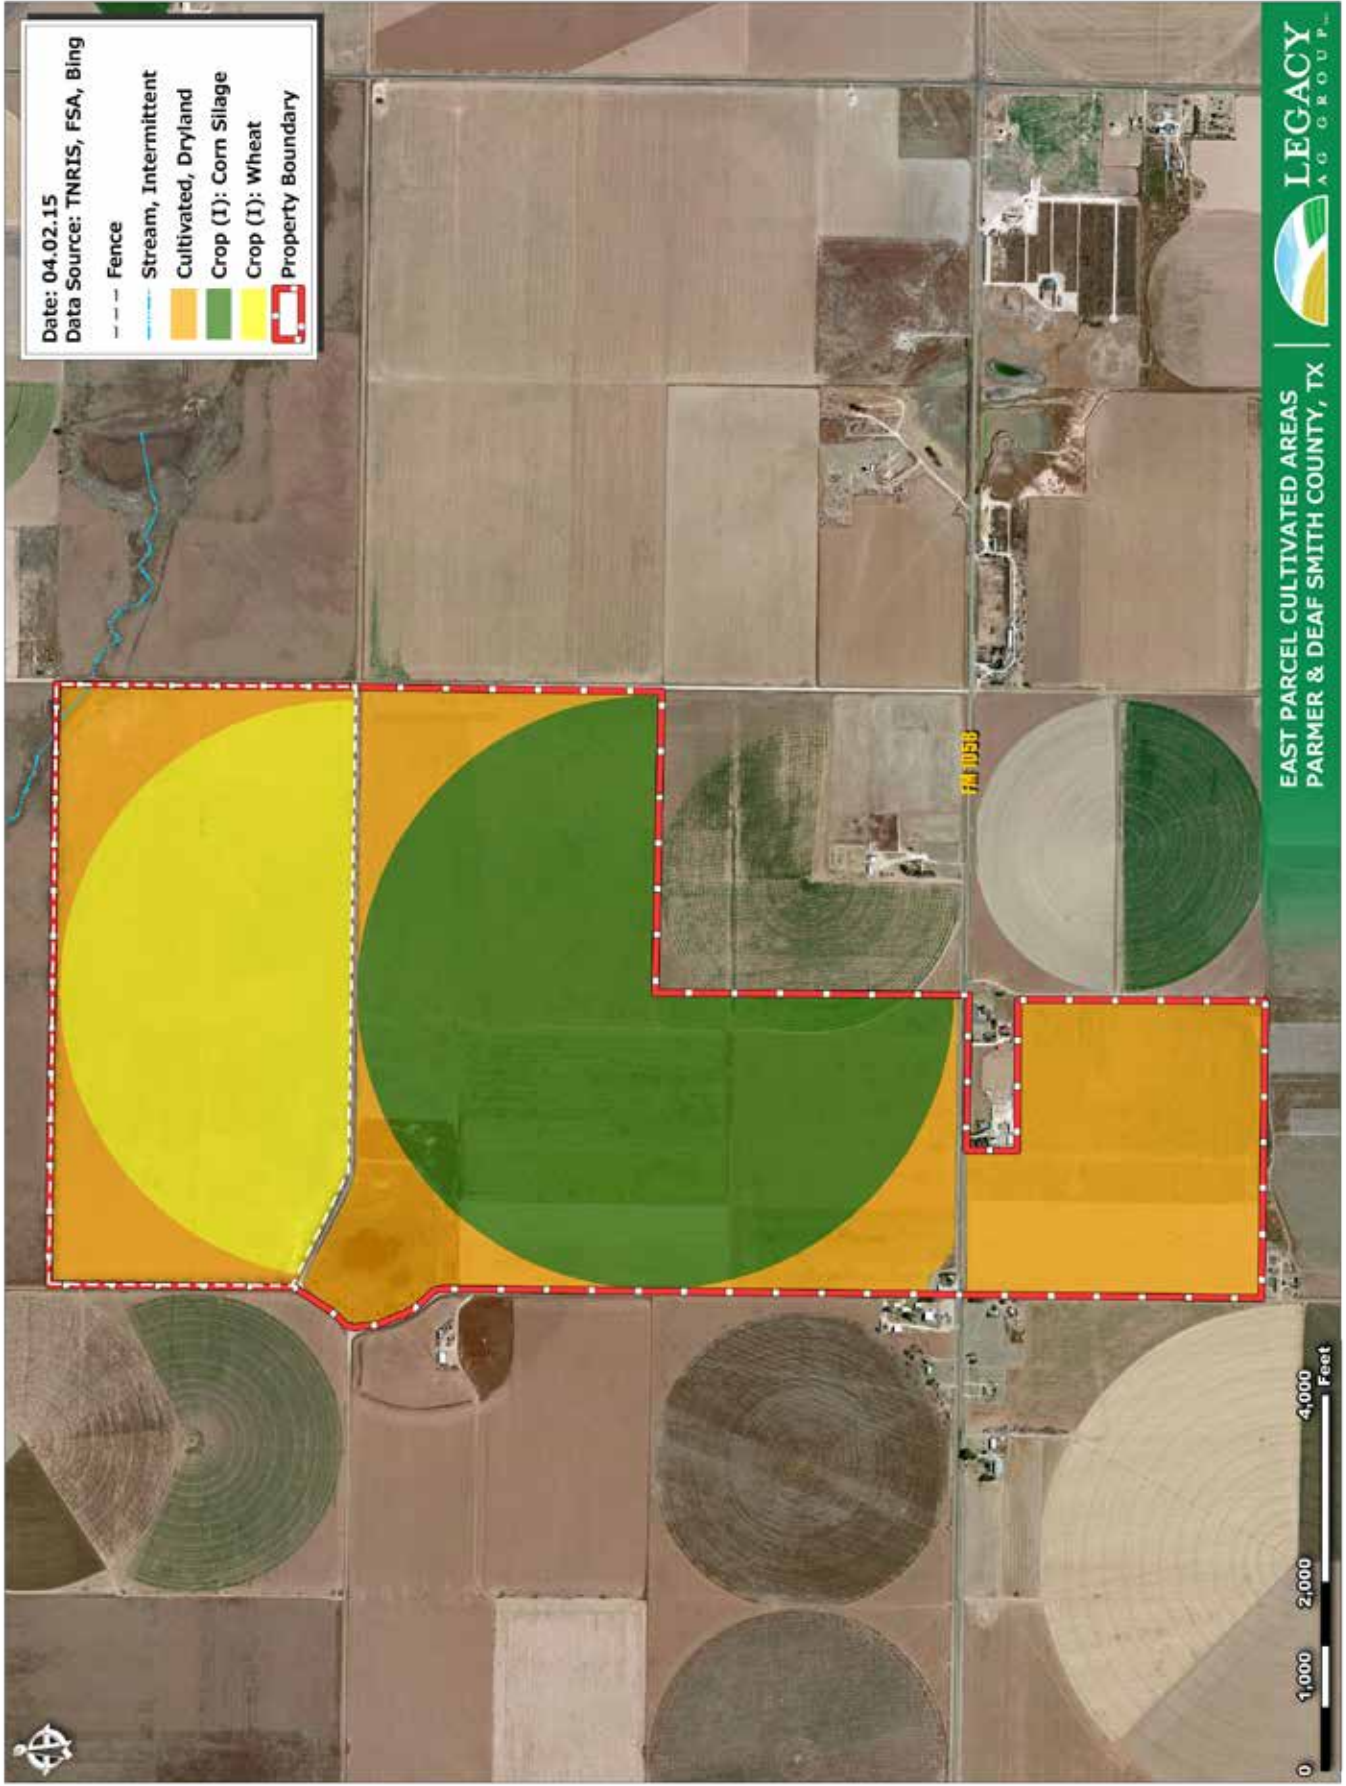 Date: 04.02.15
Data Source: TNRIS, FSA, Bing
Fence
Stream, Intermittent
Cultivated, Dryland
Crop (I): Corn Silage
Crop (I): Wheat
Property Boundary
FM 1058
0 1,000 2,000 4,000
Feet
EAST PARCEL CULTIVATED AREAS
PARMER & DEAF SMITH COUNTY, TX
LEGACY
AG GROUP